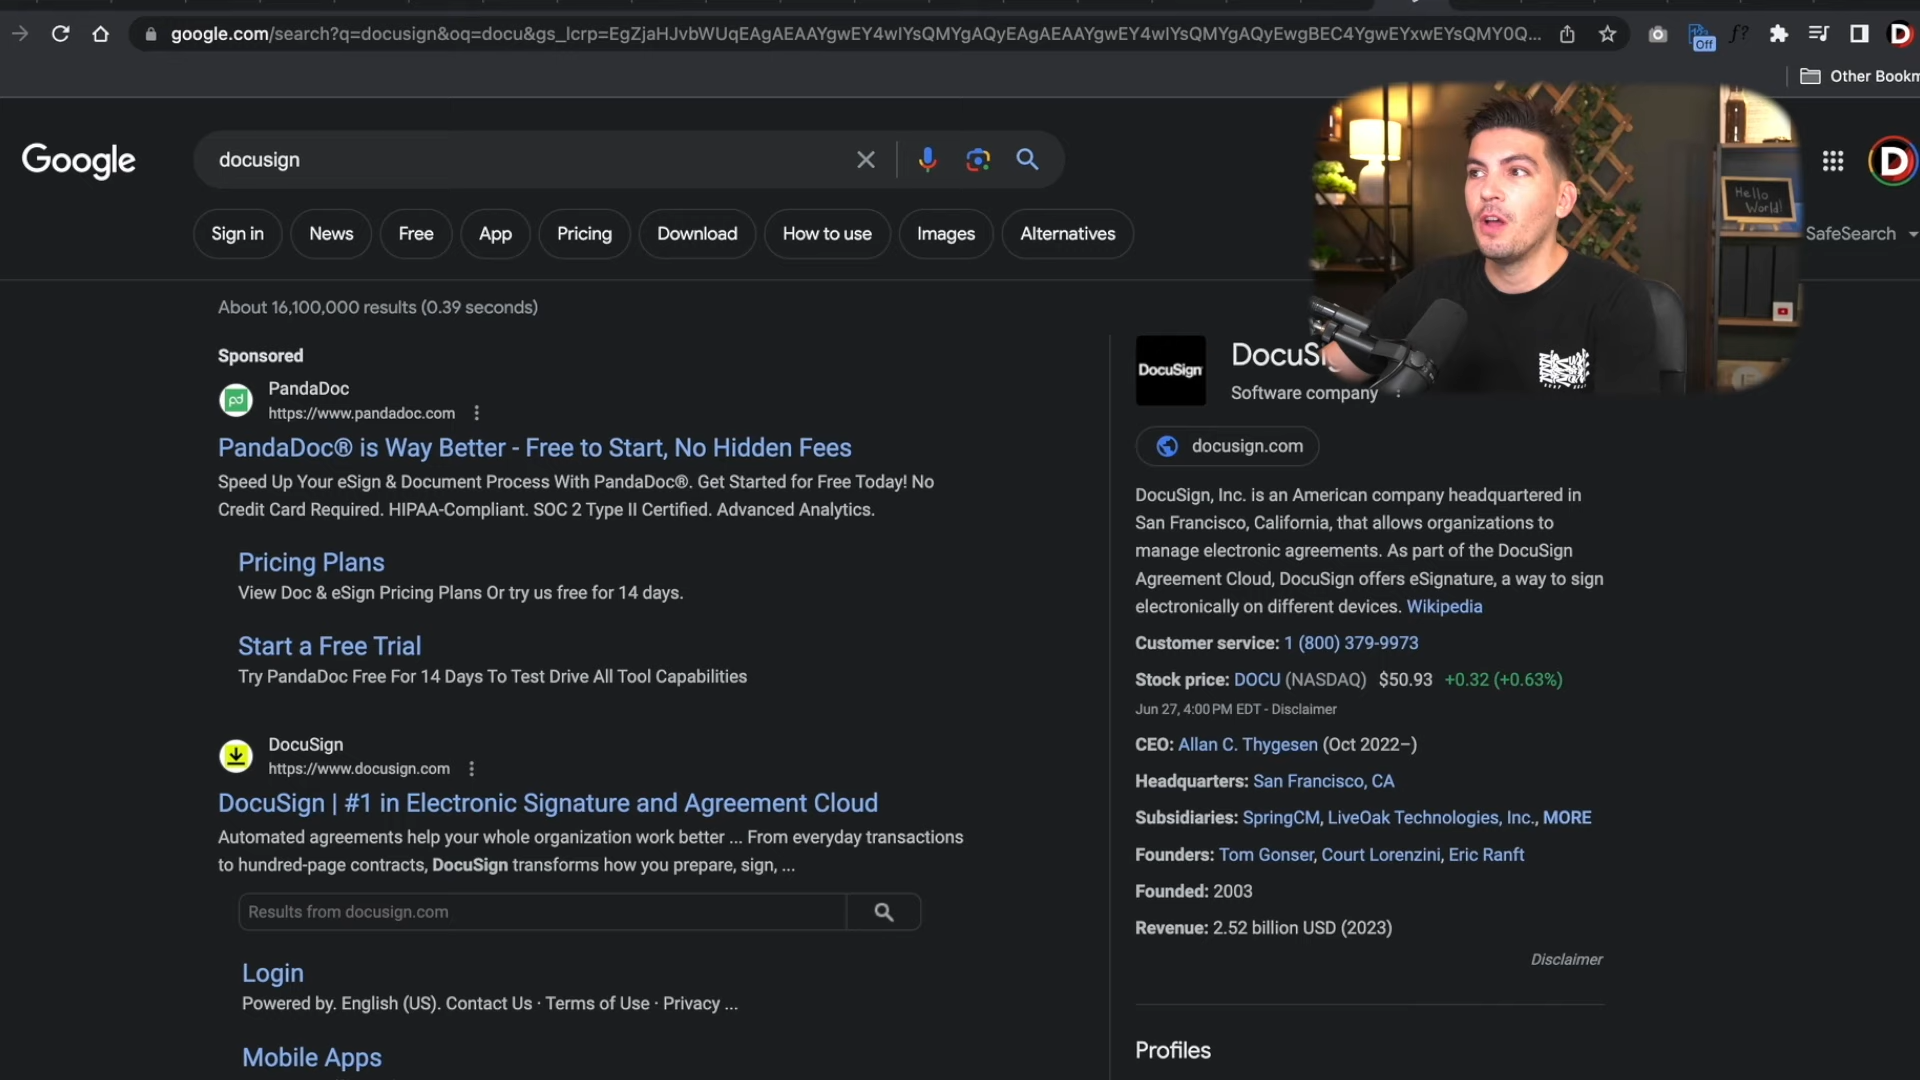 google.com/search?q=docusign&oq=docu&gs_lcrp=EgZjaHJvbWUqEAgAEAAYgwEY4wIYsQMYgAQyEAgAEAAYgwEY4wIYsQMYgAQyEwgBEC4YgwEYxwEYsQMY0Q...
Off
f?
D
Other Bookm
Google
docusign
Hello World!
D
Sign in
News
Free
App
Pricing
Download
How to use
Images
Alternatives
SafeSearch
About 16,100,000 results (0.39 seconds)
Sponsored
pd
PandaDoc
https://www.pandadoc.com
PandaDoc® is Way Better - Free to Start, No Hidden Fees
Speed Up Your eSign & Document Process With PandaDoc®. Get Started for Free Today! No
Credit Card Required. HIPAA-Compliant. SOC 2 Type II Certified. Advanced Analytics.
Pricing Plans
View Doc & eSign Pricing Plans Or try us free for 14 days.
Start a Free Trial
Try PandaDoc Free For 14 Days To Test Drive All Tool Capabilities
DocuSign
https://www.docusign.com
DocuSign | #1 in Electronic Signature and Agreement Cloud
Automated agreements help your whole organization work better ... From everyday transactions
to hundred-page contracts, DocuSign transforms how you prepare, sign, ...
Results from docusign.com
Login
Powered by. English (US). Contact Us · Terms of Use · Privacy ...
Mobile Apps
DocuSign
DocuSig
Software company
docusign.com
DocuSign, Inc. is an American company headquartered in
San Francisco, California, that allows organizations to
manage electronic agreements. As part of the DocuSign
Agreement Cloud, DocuSign offers eSignature, a way to sign
electronically on different devices. Wikipedia
Customer service: 1 (800) 379-9973
Stock price: DOCU (NASDAQ) $50.93 +0.32 (+0.63%)
Jun 27, 4:00 PM EDT - Disclaimer
CEO: Allan C. Thygesen (Oct 2022–)
Headquarters: San Francisco, CA
Subsidiaries: SpringCM, LiveOak Technologies, Inc., MORE
Founders: Tom Gonser, Court Lorenzini, Eric Ranft
Founded: 2003
Revenue: 2.52 billion USD (2023)
Disclaimer
Profiles